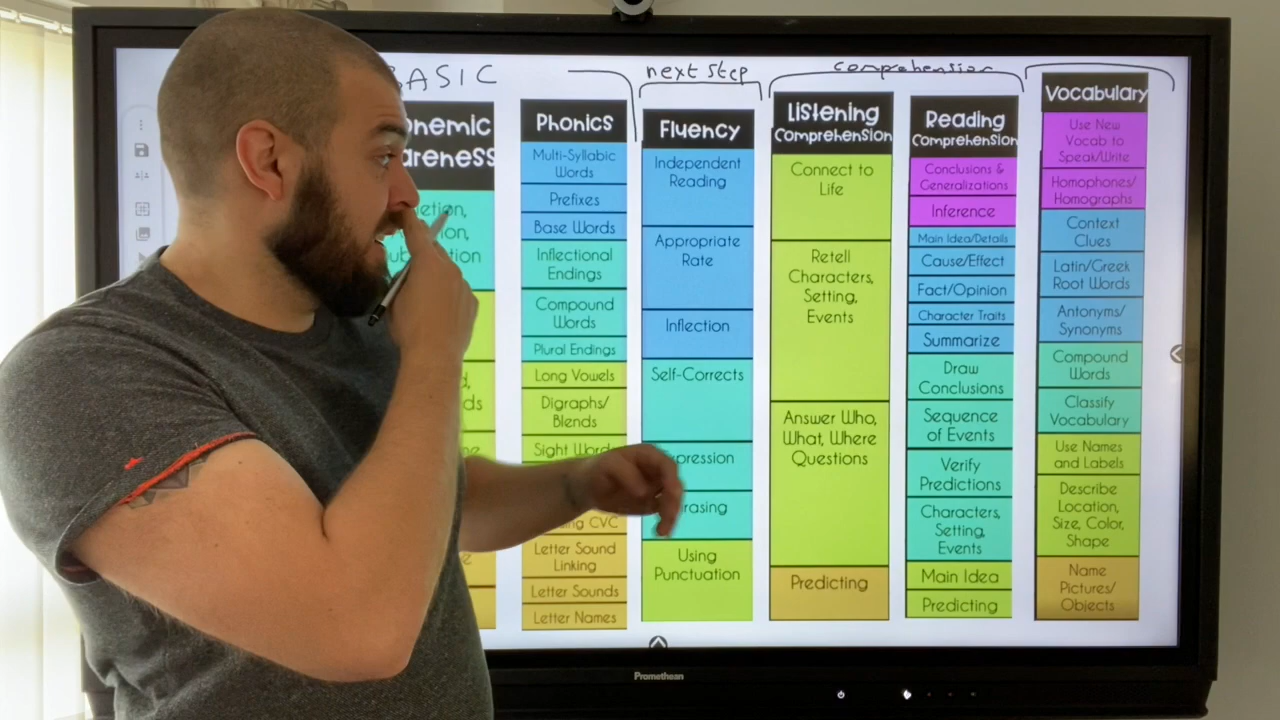 BASIC
next step
comprehension
Phonics
Multi-Syllabic
Words
Prefixes
Base Words
Inflectional
Endings
Compound
Words
Plural Endings
Long Vowels
Digraphs/
Blends
Sight Word
CVC
Letter Sound
Linking
Letter Sounds
Letter Names
Fluency
Independent
Reading
Appropriate
Rate
Inflection
Self-Corrects
Using
Punctuation
Listening
Comprehension
Connect to
Life
Retell
Characters,
Setting,
Events
Answer Who,
What, Where
Questions
Predicting
Reading
Comprehension
Conclusions &
Generalizations
Inference
Main Idea/Details
Cause/Effect
Fact/Opinion
Character Traits
Summarize
Draw
Conclusions
Sequence
of Events
Verify
Predictions
Characters,
Setting,
Events
Main Idea
Predicting
Vocabulary
Use New
Vocab to
Speak/Write
Homophones/
Homographs
Context
Clues
Latin/Greek
Root Words
Antonyms/
Synonyms
Compound
Words
Classify
Vocabulary
Use Names
and Labels
Describe
Location,
Size, Color,
Shape
Name
Pictures/
Objects
Promethean